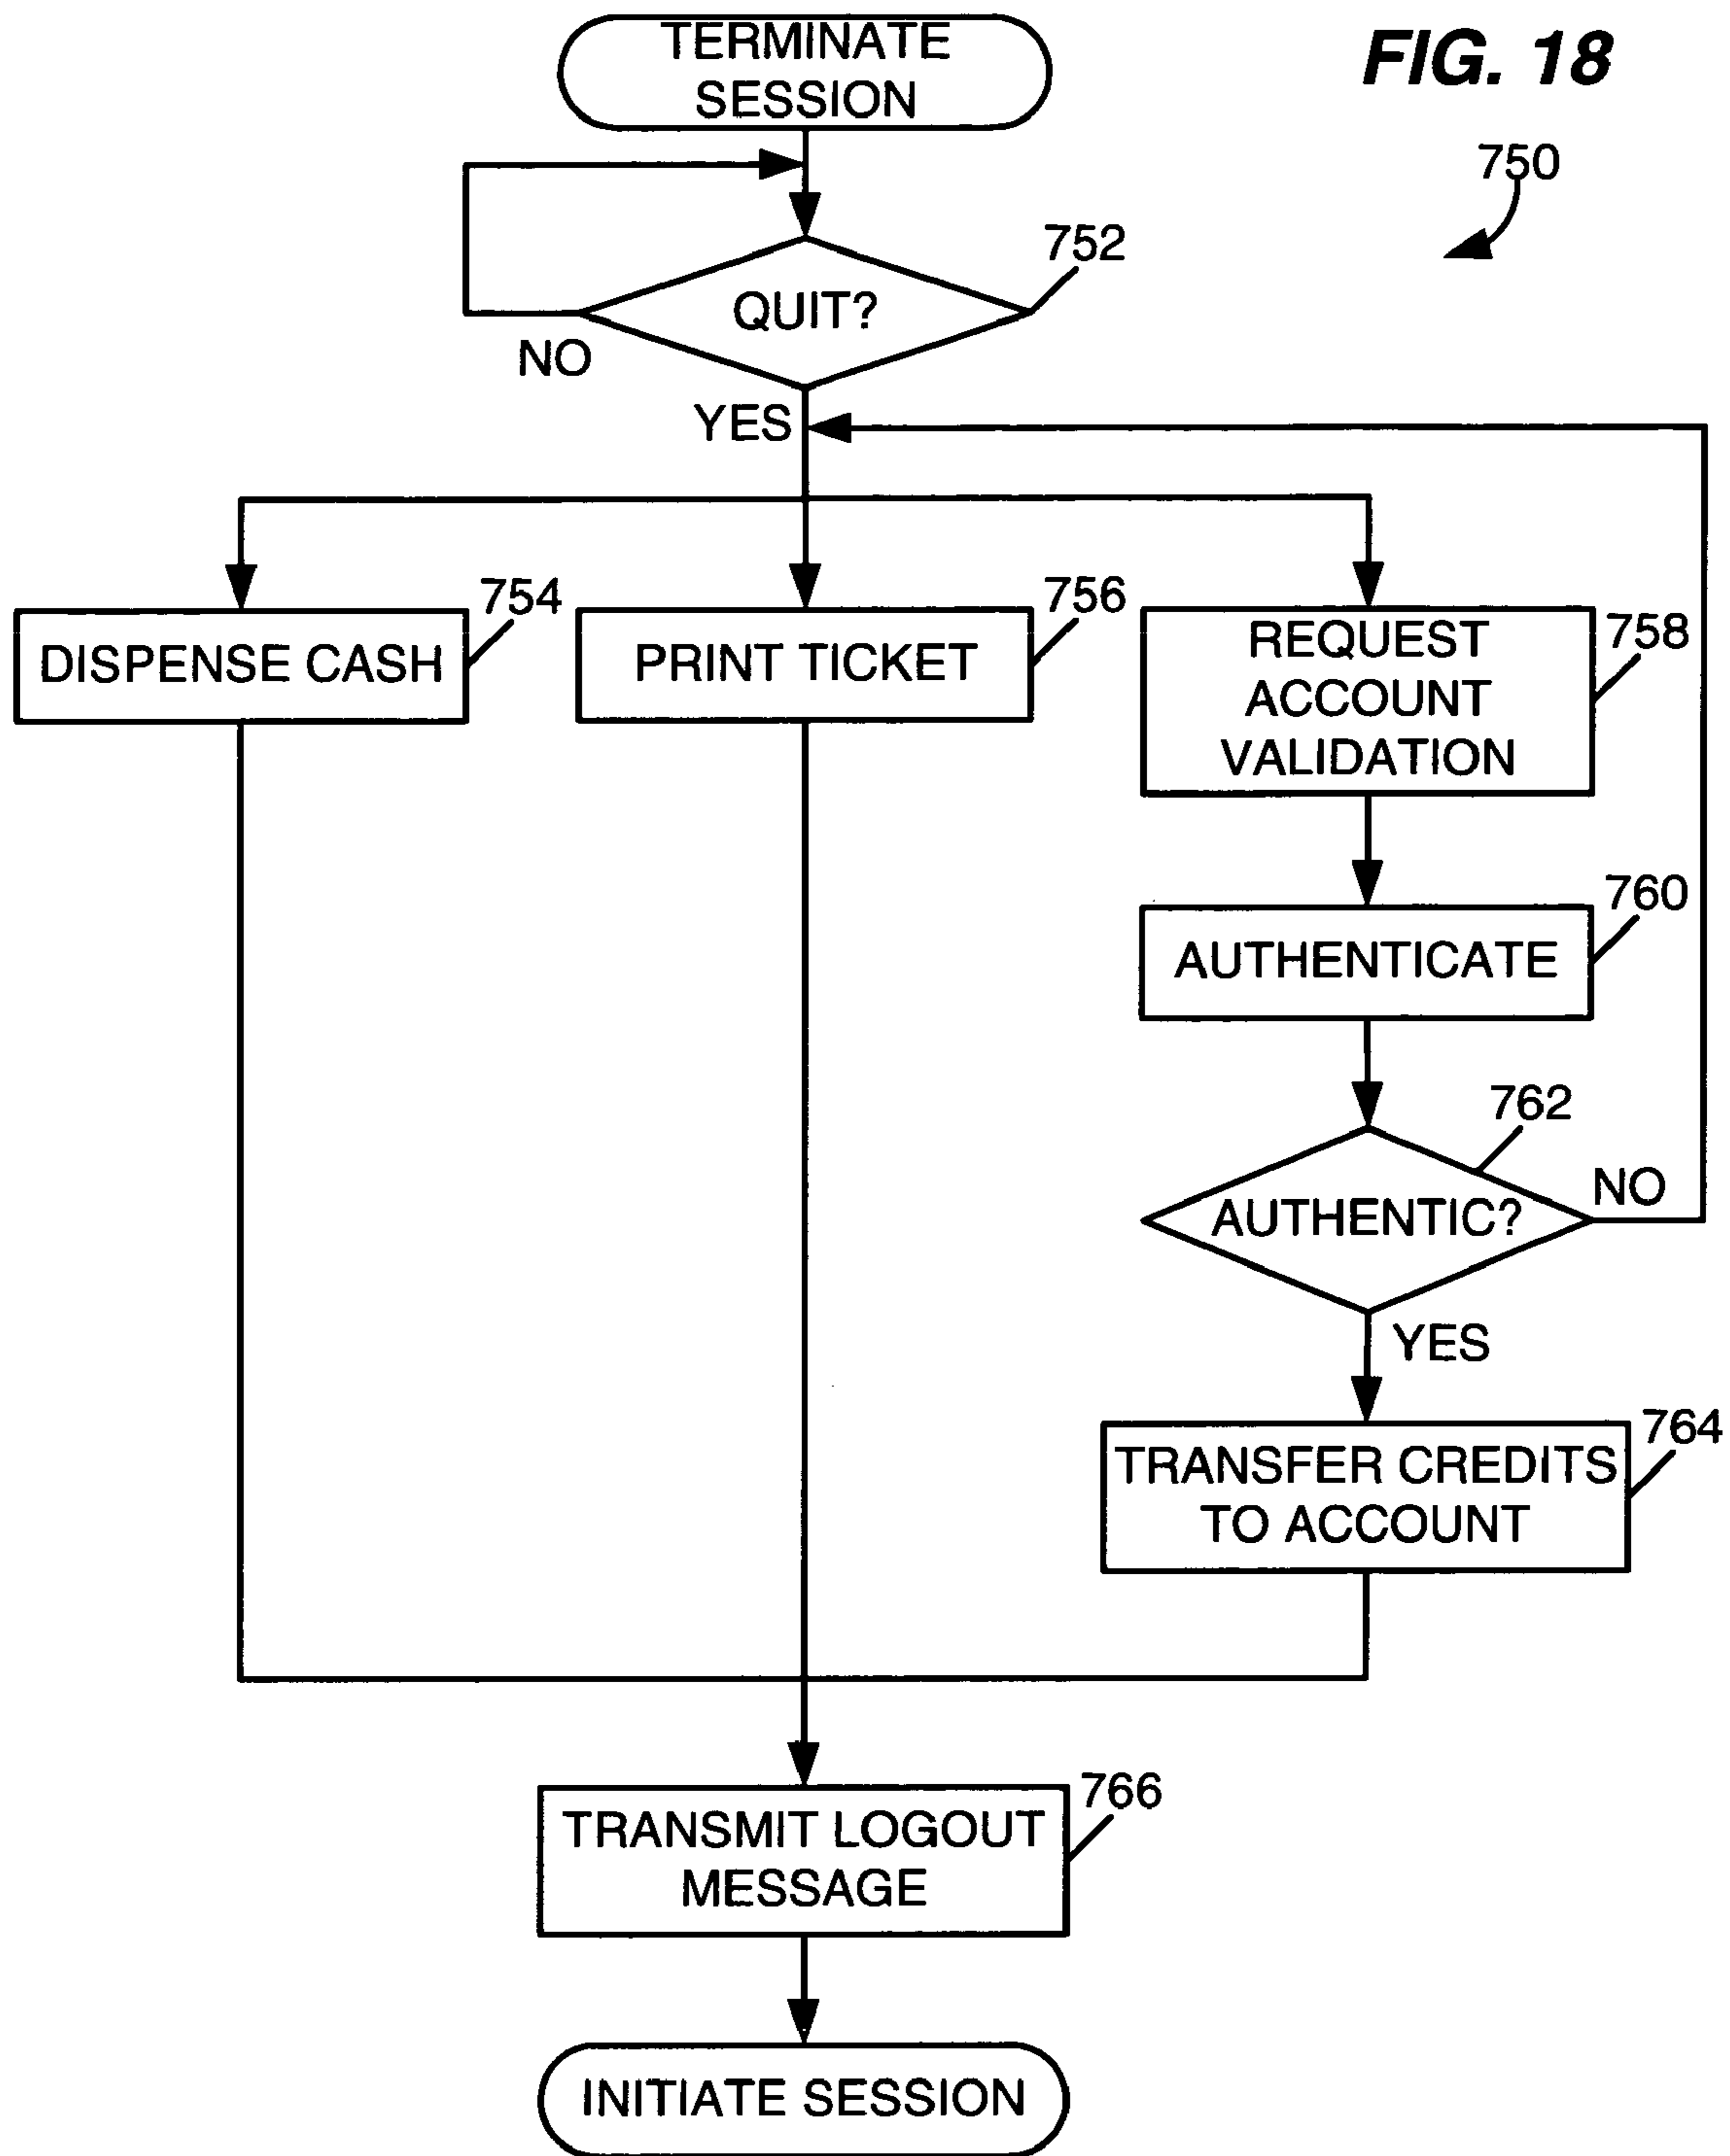 TERMINATE
SESSION
FIG. 18
750
752
QUIT?
NO
YES
754
DISPENSE CASH
756
PRINT TICKET
758
REQUEST
ACCOUNT
VALIDATION
760
AUTHENTICATE
762
AUTHENTIC?
NO
YES
764
TRANSFER CREDITS
TO ACCOUNT
766
TRANSMIT LOGOUT
MESSAGE
INITIATE SESSION